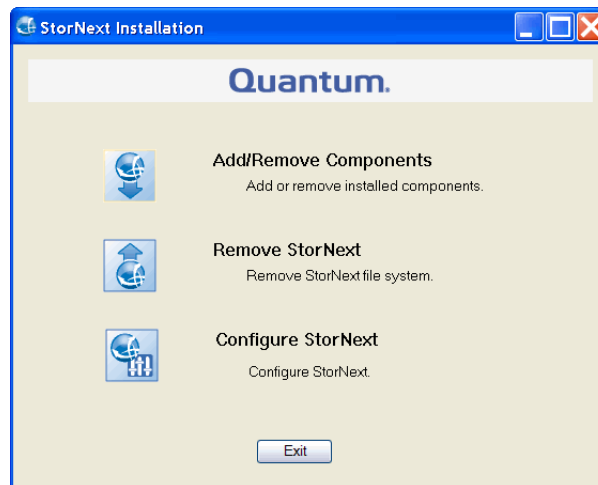 StorNext Installation
Quantum.
Add/Remove Components
Add or remove installed components.
Remove StorNext
Remove StorNext file system.
Configure StorNext
Configure StorNext.
Exit